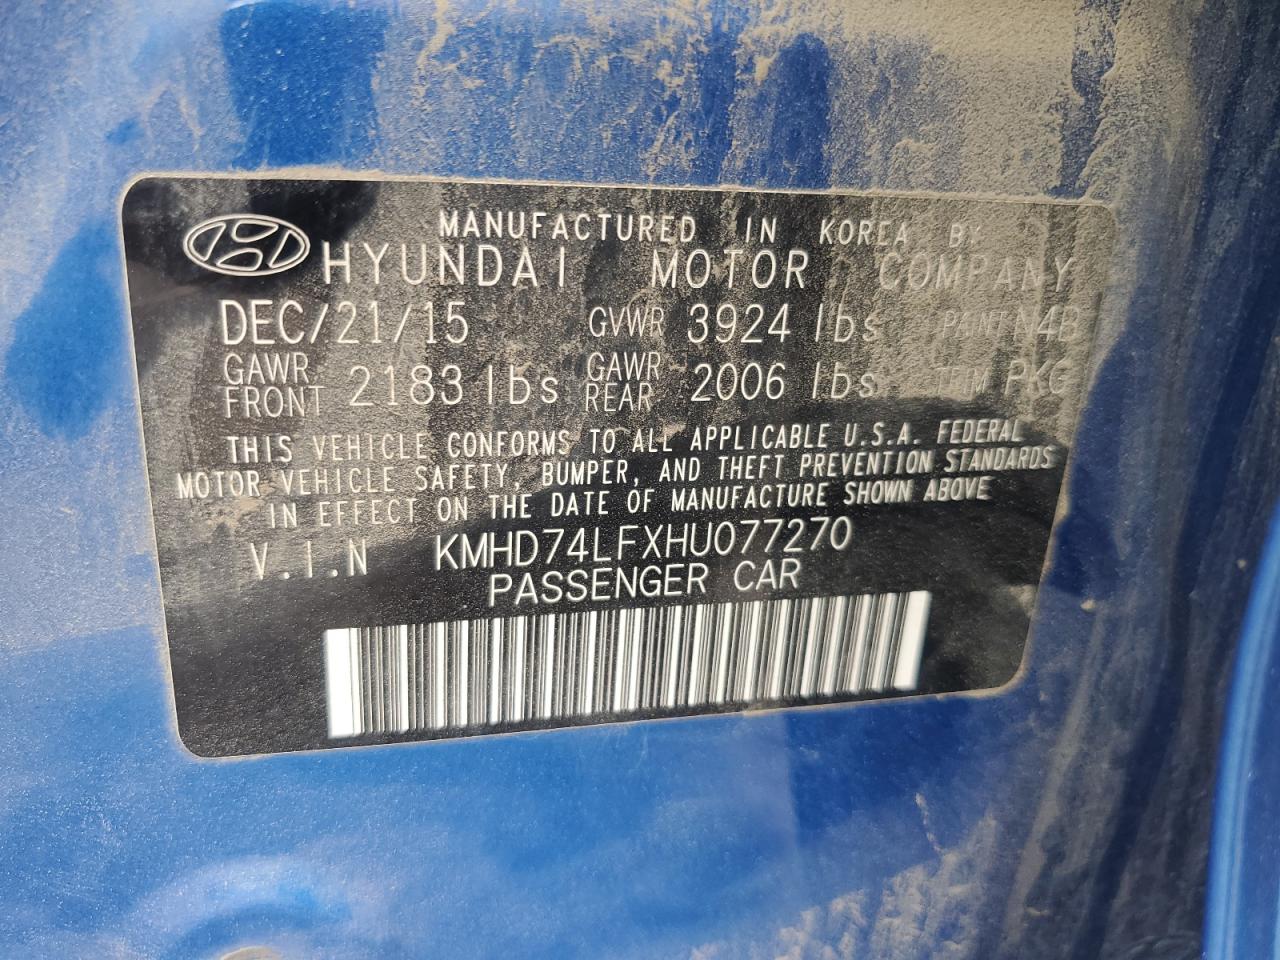 MANUFACTURED IN KOREA BY
HYUNDAI MOTOR COMPANY
DEC/21/15 GVWR 3924 lbs PAINT N4B
GAWR FRONT 2183 lbs GAWR REAR 2006 lbs TRIM PKG
THIS VEHICLE CONFORMS TO ALL APPLICABLE U.S.A. FEDERAL
MOTOR VEHICLE SAFETY, BUMPER, AND THEFT PREVENTION STANDARDS
IN EFFECT ON THE DATE OF MANUFACTURE SHOWN ABOVE
V.I.N KMHD74LFXHU077270
PASSENGER CAR